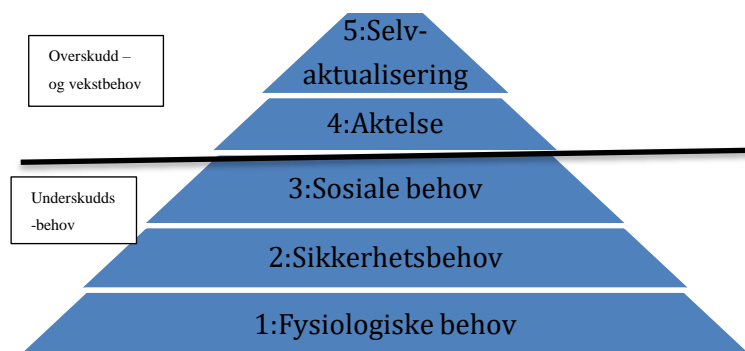 Overskudd –
og vekstbehov
5:Selv-
aktualisering
4:Aktelse
Underskudds
-behov
3:Sosiale behov
2:Sikkerhetsbehov
1:Fysiologiske behov